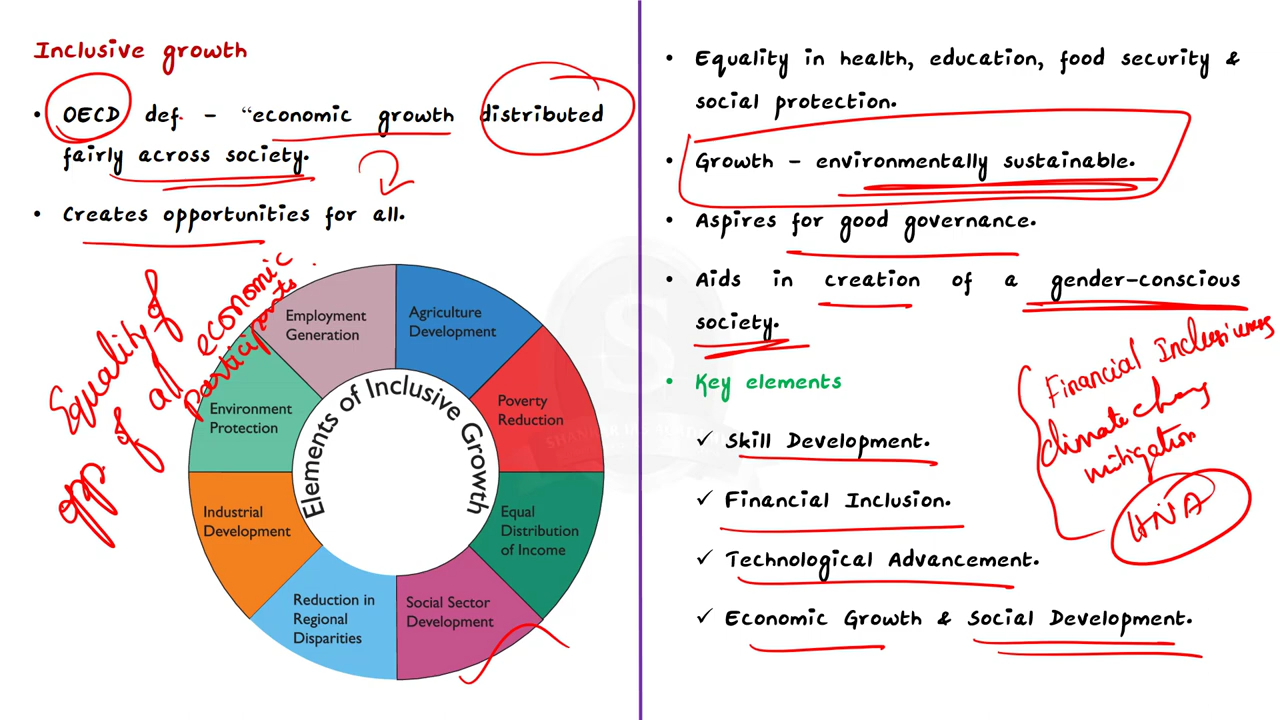 Inclusive growth
• OECD def. – “economic growth distributed
fairly across society.
• Creates opportunities for all.
Equality of
opp. of all economic
participants.
Elements of Inclusive Growth
Agriculture
Development
Poverty
Reduction
Equal
Distribution
of Income
Social Sector
Development
Reduction in
Regional
Disparities
Industrial
Development
Environment
Protection
Employment
Generation
• Equality in health, education, food security &
social protection.
• Growth – environmentally sustainable.
• Aspires for good governance.
• Aids in creation of a gender-conscious
society.
• Key elements
✓ Skill Development.
✓ Financial Inclusion.
✓ Technological Advancement.
✓ Economic Growth & Social Development.
Financial Inclusiveness
climate
mitigation